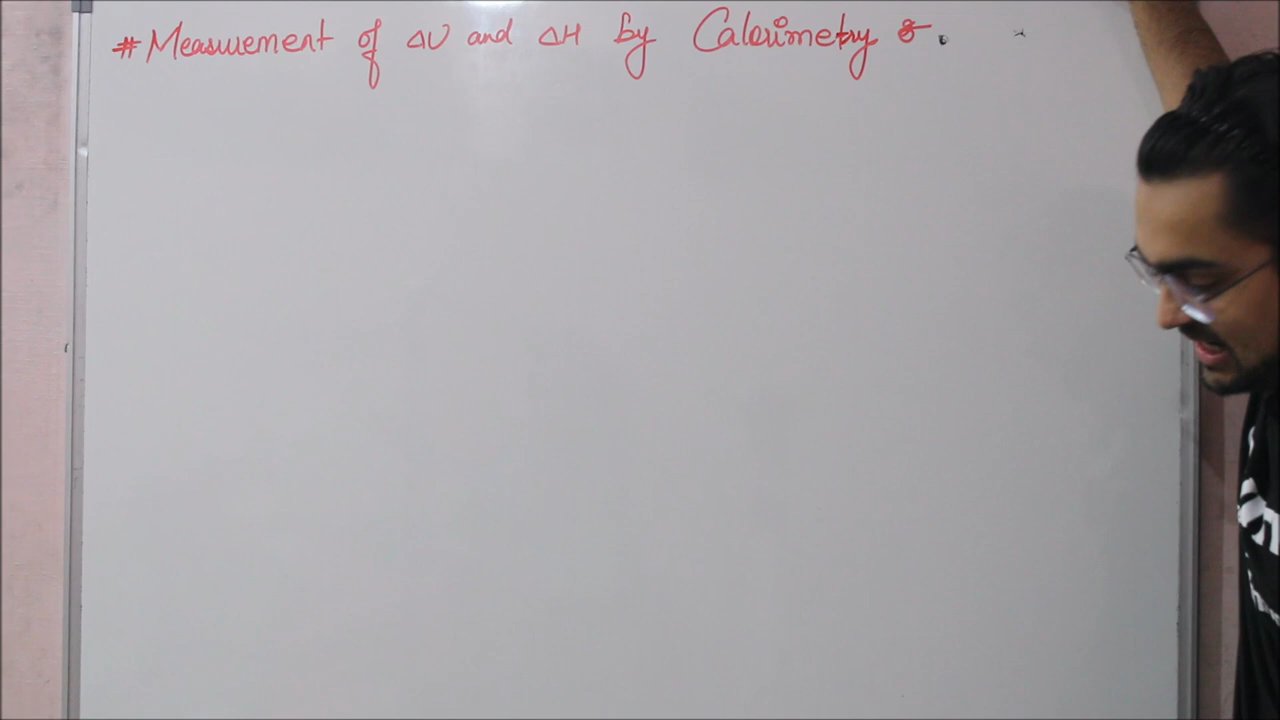 # Measurement of ΔU and ΔH by Calorimetry :-